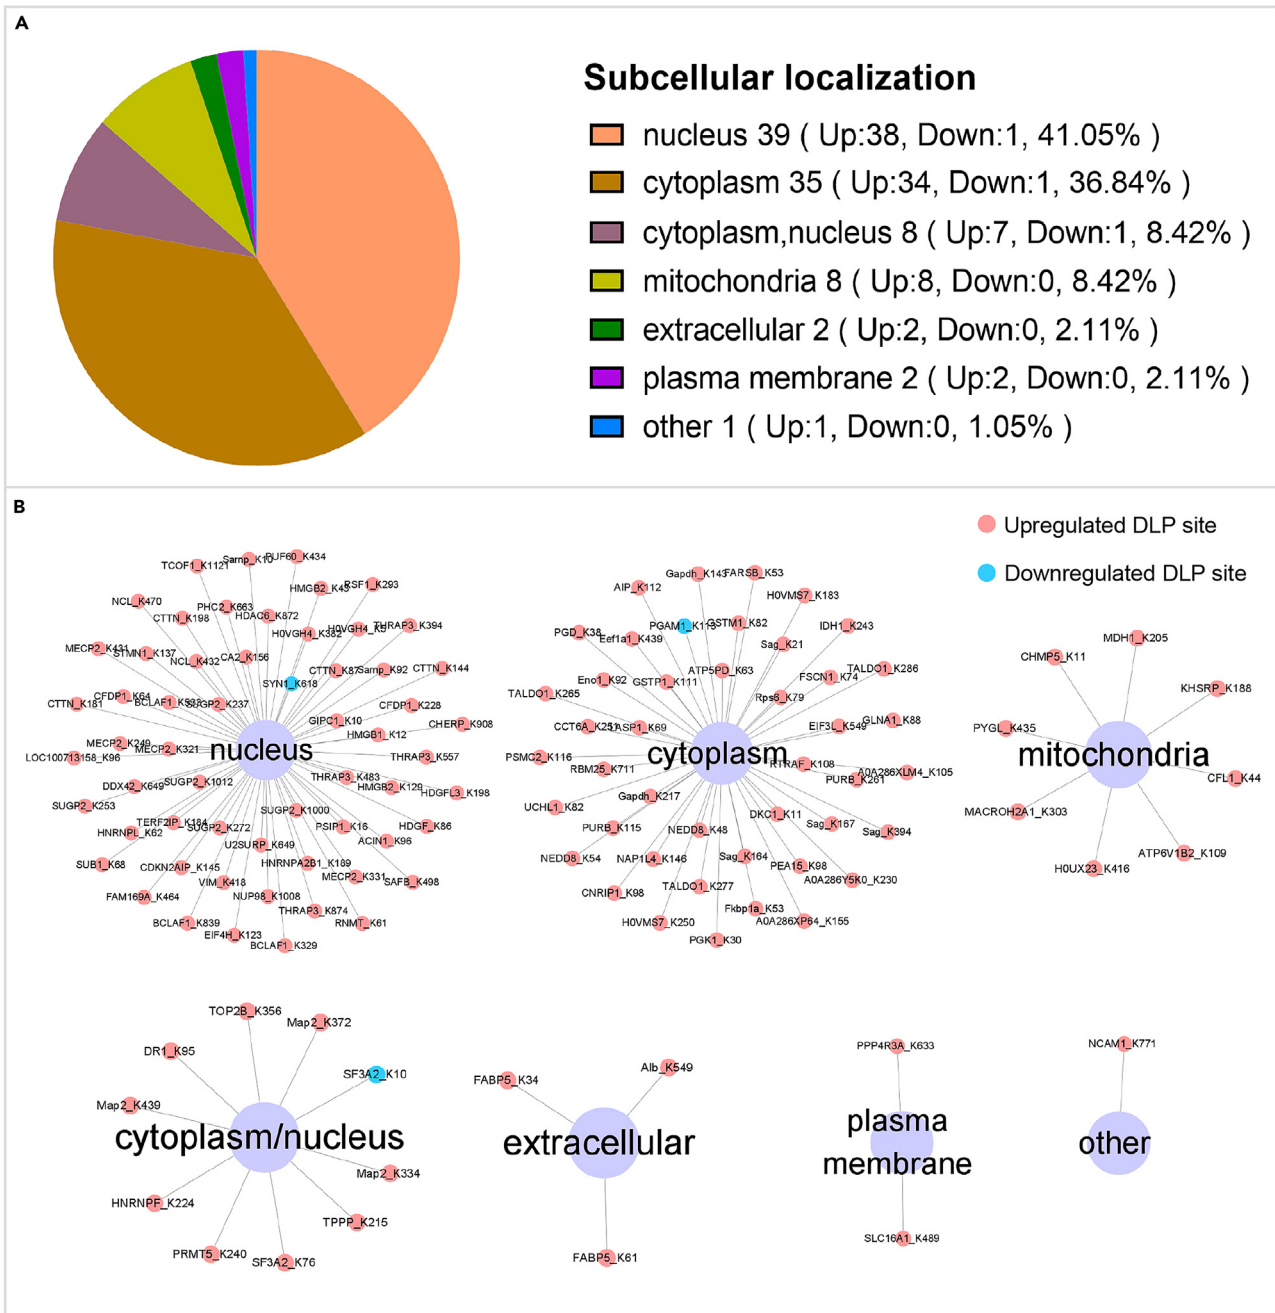 A
Subcellular localization
nucleus 39 ( Up:38, Down:1, 41.05% )
cytoplasm 35 ( Up:34, Down:1, 36.84% )
cytoplasm,nucleus 8 ( Up:7, Down:1, 8.42% )
mitochondria 8 ( Up:8, Down:0, 8.42% )
extracellular 2 ( Up:2, Down:0, 2.11% )
plasma membrane 2 ( Up:2, Down:0, 2.11% )
other 1 ( Up:1, Down:0, 1.05% )
B
Upregulated DLP site
Downregulated DLP site
TCOF1_K1121
PUF60_K434
HMGB2_K43
RSF1_K293
NCL_K470
PHC2_K663
CTTN_K198
HDAC6_K872
H0VGH4_K382
THRAP3_K394
MECP2_K431
STMN1_K137
NCL_K432
CA2_K156
CTTN_K87
Samp_K92
CTTN_K144
SYN1_K618
CTTN_K181
CFDP1_K64
SUGP2_K237
CFDP1_K228
GIPC1_K10
CHERP_K908
HMGB1_K12
nucleus
MECP2_K249
MECP2_K321
LOC100713158_K96
THRAP3_K557
DDX42_K649
SUGP2_K1012
THRAP3_K483
HMGB2_K129
HDGFL3_K198
SUGP2_K253
SUGP2_K1000
TERF2IP_K184
SUGP2_K272
PSIP1_K16
HDGF_K86
HNRNPL_K62
U2SURP_K649
ACIN1_K96
SUB1_K68
CDKN2AIP_K145
HNRNPA2B1_K189
VIM_K418
MECP2_K331
SAFB_K498
FAM169A_K464
NUP98_K1008
THRAP3_K874
BCLAF1_K839
RNMT_K61
EIF4H_K123
BCLAF1_K329
Gapdh_K143
FARSB_K53
AIP_K112
H0VMS7_K183
PGD_K38
Eef1a1_K439
GSTM1_K82
IDH1_K243
Sag_K21
ATP5PD_K63
TALDO1_K286
Eno1_K92
GSTP1_K111
FSCN1_K74
TALDO1_K265
Rps6_K79
CCT6A_K251
LASP1_K69
EIF3L_K549
GLNA1_K88
cytoplasm
PSMC2_K116
RBM25_K711
RTRAF_K108
A0A286XLM4_K105
PURB_K261
UCHL1_K82
Gapdh_K217
DKC1_K11
PURB_K115
NEDD8_K48
Sag_K167
Sag_K394
NEDD8_K54
NAP1L4_K146
Sag_K164
PEA15_K98
A0A286Y5K0_K230
CNRIP1_K98
TALDO1_K277
Fkbp1a_K53
H0VMS7_K250
A0A286XP64_K155
PGK1_K30
MDH1_K205
CHMP5_K11
KHSRP_K188
PYGL_K435
mitochondria
CFL1_K44
MACROH2A1_K303
ATP6V1B2_K109
H0UX23_K416
TOP2B_K356
Map2_K372
DR1_K95
SF3A2_K10
Map2_K439
cytoplasm/nucleus
Map2_K334
HNRNPF_K224
TPPP_K215
PRMT5_K240
SF3A2_K76
FABP5_K34
Alb_K549
extracellular
FABP5_K61
PPP4R3A_K633
plasma
membrane
SLC16A1_K489
NCAM1_K771
other